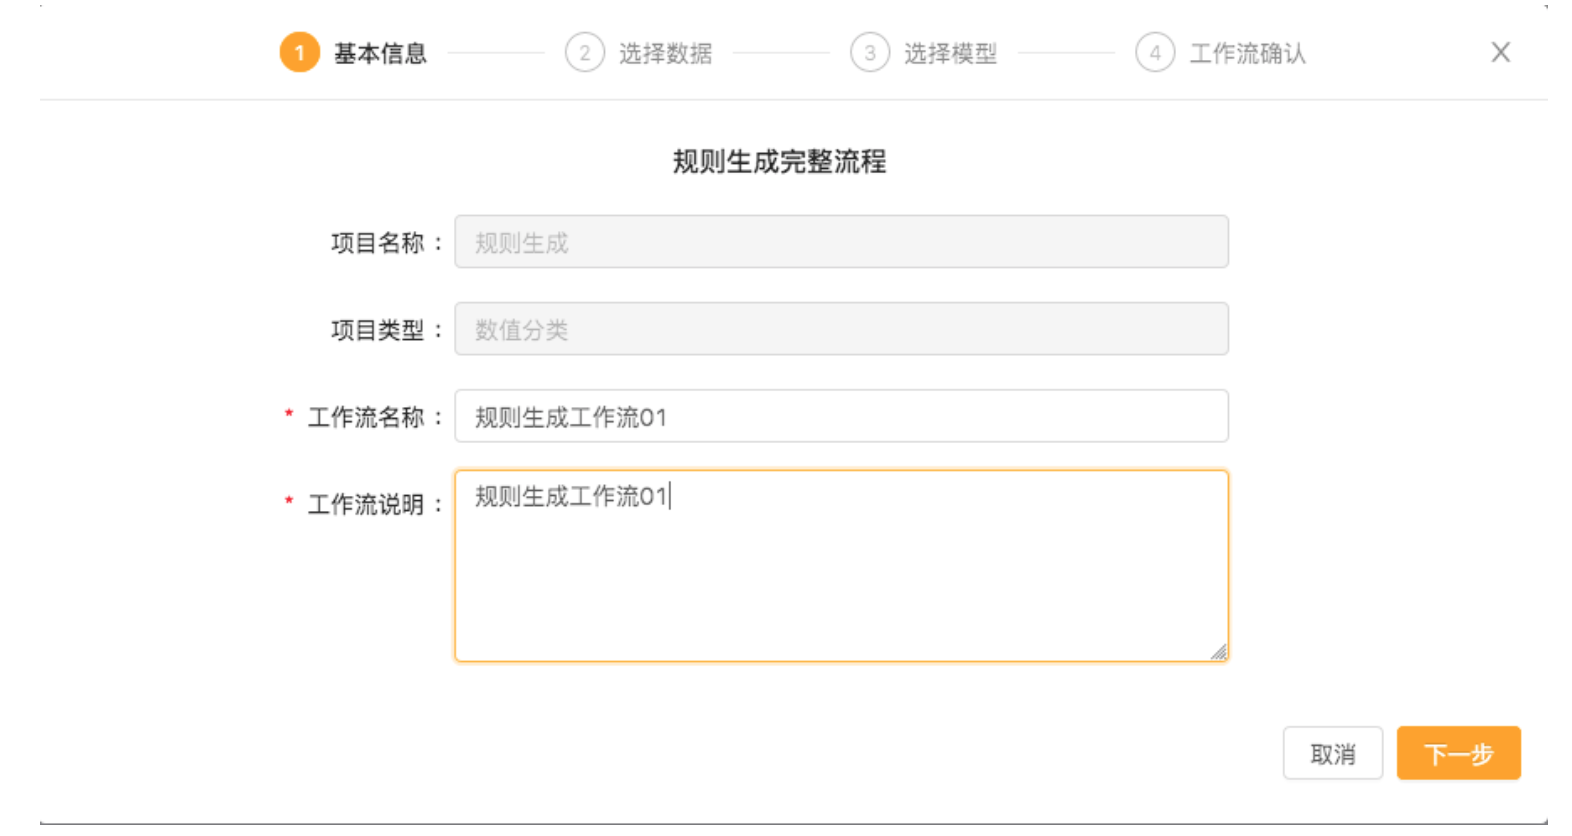 1 基本信息 2 选择数据 3 选择模型 4 工作流确认 X
规则生成完整流程
项目名称： 规则生成
项目类型： 数值分类
* 工作流名称： 规则生成工作流01
* 工作流说明： 规则生成工作流01
取消 下一步